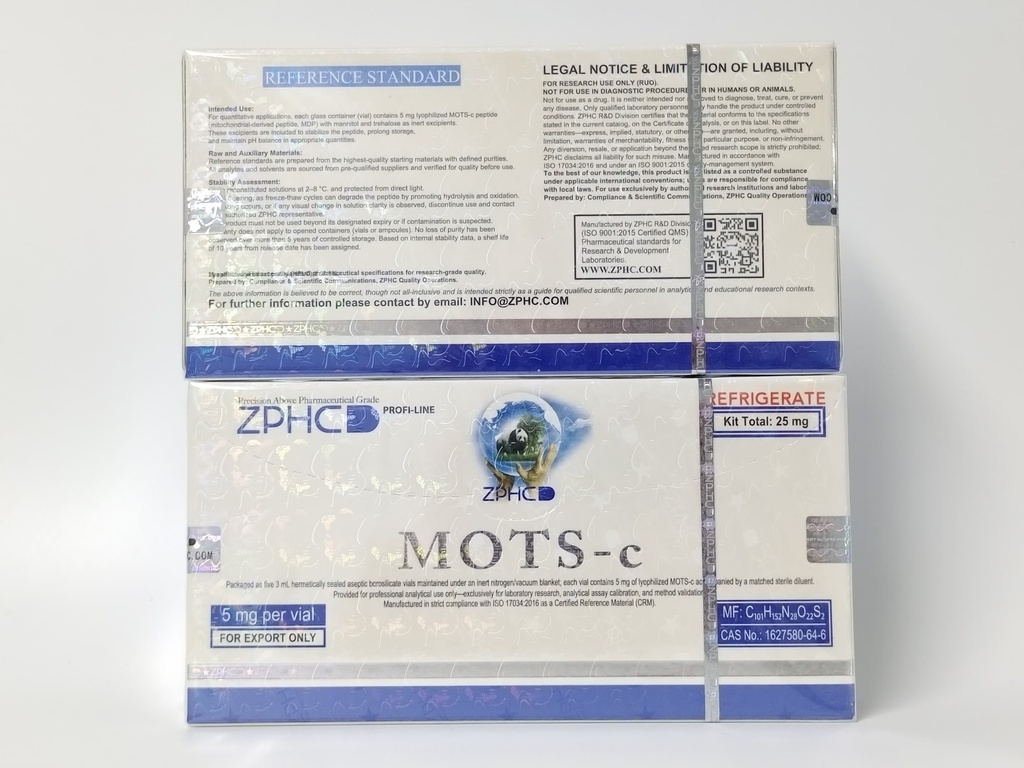 REFERENCE STANDARD
Intended Use:
For quantitative applications, each glass container (vial) contains 5 mg lyophilized MOTS-c peptide
(mitochondrial-derived peptide, MDP) with mannitol and trehalose as inert excipients.
These excipients are included to stabilize the peptide, prolong storage,
and maintain pH balance in appropriate quantities.
Raw and Auxiliary Materials:
Reference standards are prepared from the highest-quality starting materials with defined purities.
All analytes and solvents are sourced from pre-qualified suppliers and verified for quality before use.
Stability Assessment:
reconstituted solutions at 2–8 °C, and protected from direct light.
as freeze-thaw cycles can degrade the peptide by promoting hydrolysis and oxidation.
occurs, or if any visual change in solution clarity is observed, discontinue use and contact
authorized ZPHC representative.
product must not be used beyond its designated expiry or if contamination is suspected.
does not apply to opened containers (vials or ampoules). No loss of purity has been
observed over more than 5 years of controlled storage. Based on internal stability data, a shelf life
of 10 years from release date has been assigned.
specifications for research-grade quality.
Prepared by: Compliance & Scientific Communications, ZPHC Quality Operations.
The above information is believed to be correct, though not all-inclusive and is intended strictly as a guide for qualified scientific personnel in educational research contexts.
For further information please contact by email: INFO@ZPHC.COM
LEGAL NOTICE & LIMITATION OF LIABILITY
FOR RESEARCH USE ONLY (RUO).
NOT FOR USE IN DIAGNOSTIC PROCEDURE OR IN HUMANS OR ANIMALS.
Not for use as a drug. It is neither intended nor to diagnose, treat, cure, or prevent
any disease. Only qualified laboratory personnel handle the product under controlled
conditions. ZPHC R&D Division certifies that the conforms to the specifications
stated in the current catalog, on the Certificate or on this label. No other
warranties—express, implied, statutory, or are granted, including, without
limitation, warranties of merchantability, fitness particular purpose, or non-infringement.
Any diversion, resale, or application beyond the research scope is strictly prohibited;
ZPHC disclaims all liability for such misuse. in accordance with
ISO 17034:2016 and under an ISO 9001:2015 system.
To the best of our knowledge, this product listed as a controlled substance
under applicable international conventions; are responsible for compliance
with local laws. For use exclusively by research institutions and
Prepared by: Compliance & Scientific ZPHC Quality Operations
Manufactured by ZPHC R&D Division
(ISO 9001:2015 Certified QMS)
Pharmaceutical standards for
Research & Development
Laboratories.
WWW.ZPHC.COM
COM
★ZPHC★ZPHC★ZPHC
Precision Above Pharmaceutical Grade
ZPHC PROFI-LINE
REFRIGERATE
Kit Total: 25 mg
ZPHC
C.COM
MOTS-c
Packaged as five 3 mL hermetically sealed aseptic borosilicate vials maintained under an inert nitrogen/vacuum blanket, each vial contains 5 mg of lyophilized MOTS-c by a matched sterile diluent.
Provided for professional analytical use only—exclusively for laboratory research, analytical assay calibration, and method validation
Manufactured in strict compliance with ISO 17034:2016 as a Certified Reference Material (CRM).
5 mg per vial
FOR EXPORT ONLY
MF: C₁₀₁H₁₅₂N₂₈O₂₂S₂
CAS No.: 1627580-64-6